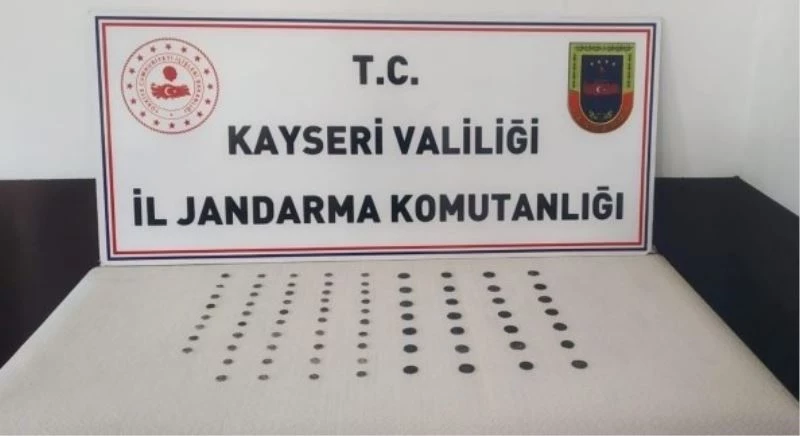 T.C.
KAYSERİ VALİLİĞİ
İL JANDARMA KOMUTANLIĞI